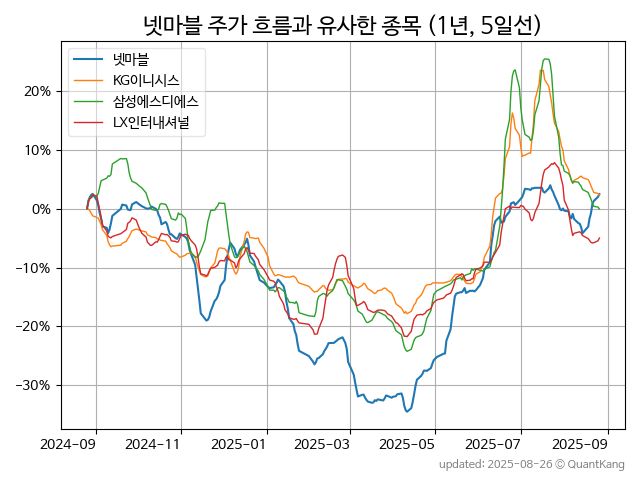 넷마블 주가 흐름과 유사한 종목 (1년, 5일선)
넷마블
KG이니시스
삼성에스디에스
LX인터내셔널
20%
10%
0%
−10%
−20%
−30%
2024−09
2024−11
2025−01
2025−03
2025−05
2025−07
2025−09
updated: 2025-08-26 © QuantKang